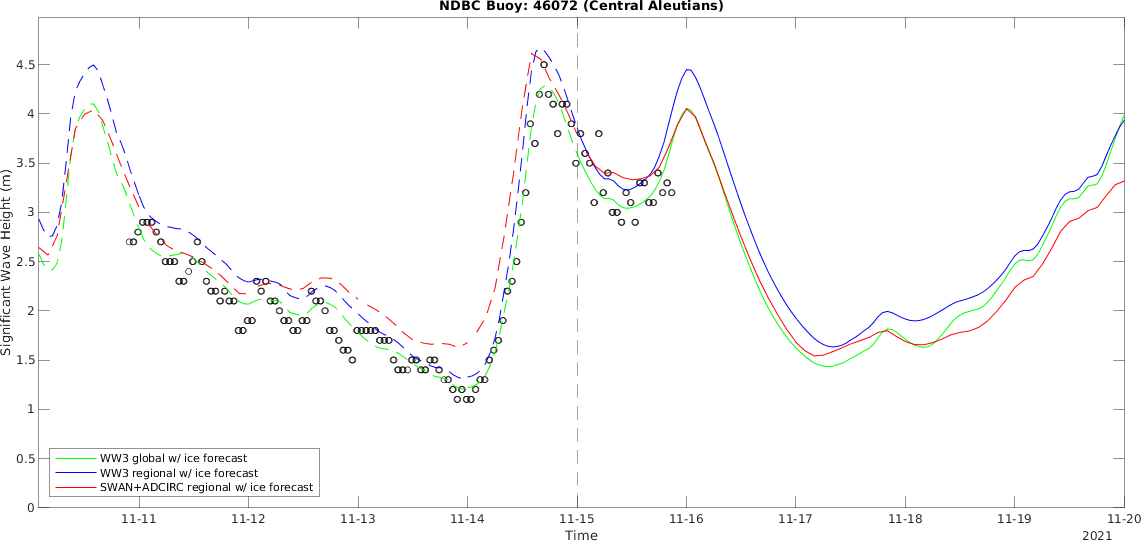 NDBC Buoy: 46072 (Central Aleutians)
Significant Wave Height (m)
4.5
4
3.5
3
2.5
2
1.5
1
0.5
0
WW3 global w/ ice forecast
WW3 regional w/ ice forecast
SWAN+ADCIRC regional w/ ice forecast
11-11 11-12 11-13 11-14 11-15 11-16 11-17 11-18 11-19 11-20
Time
2021